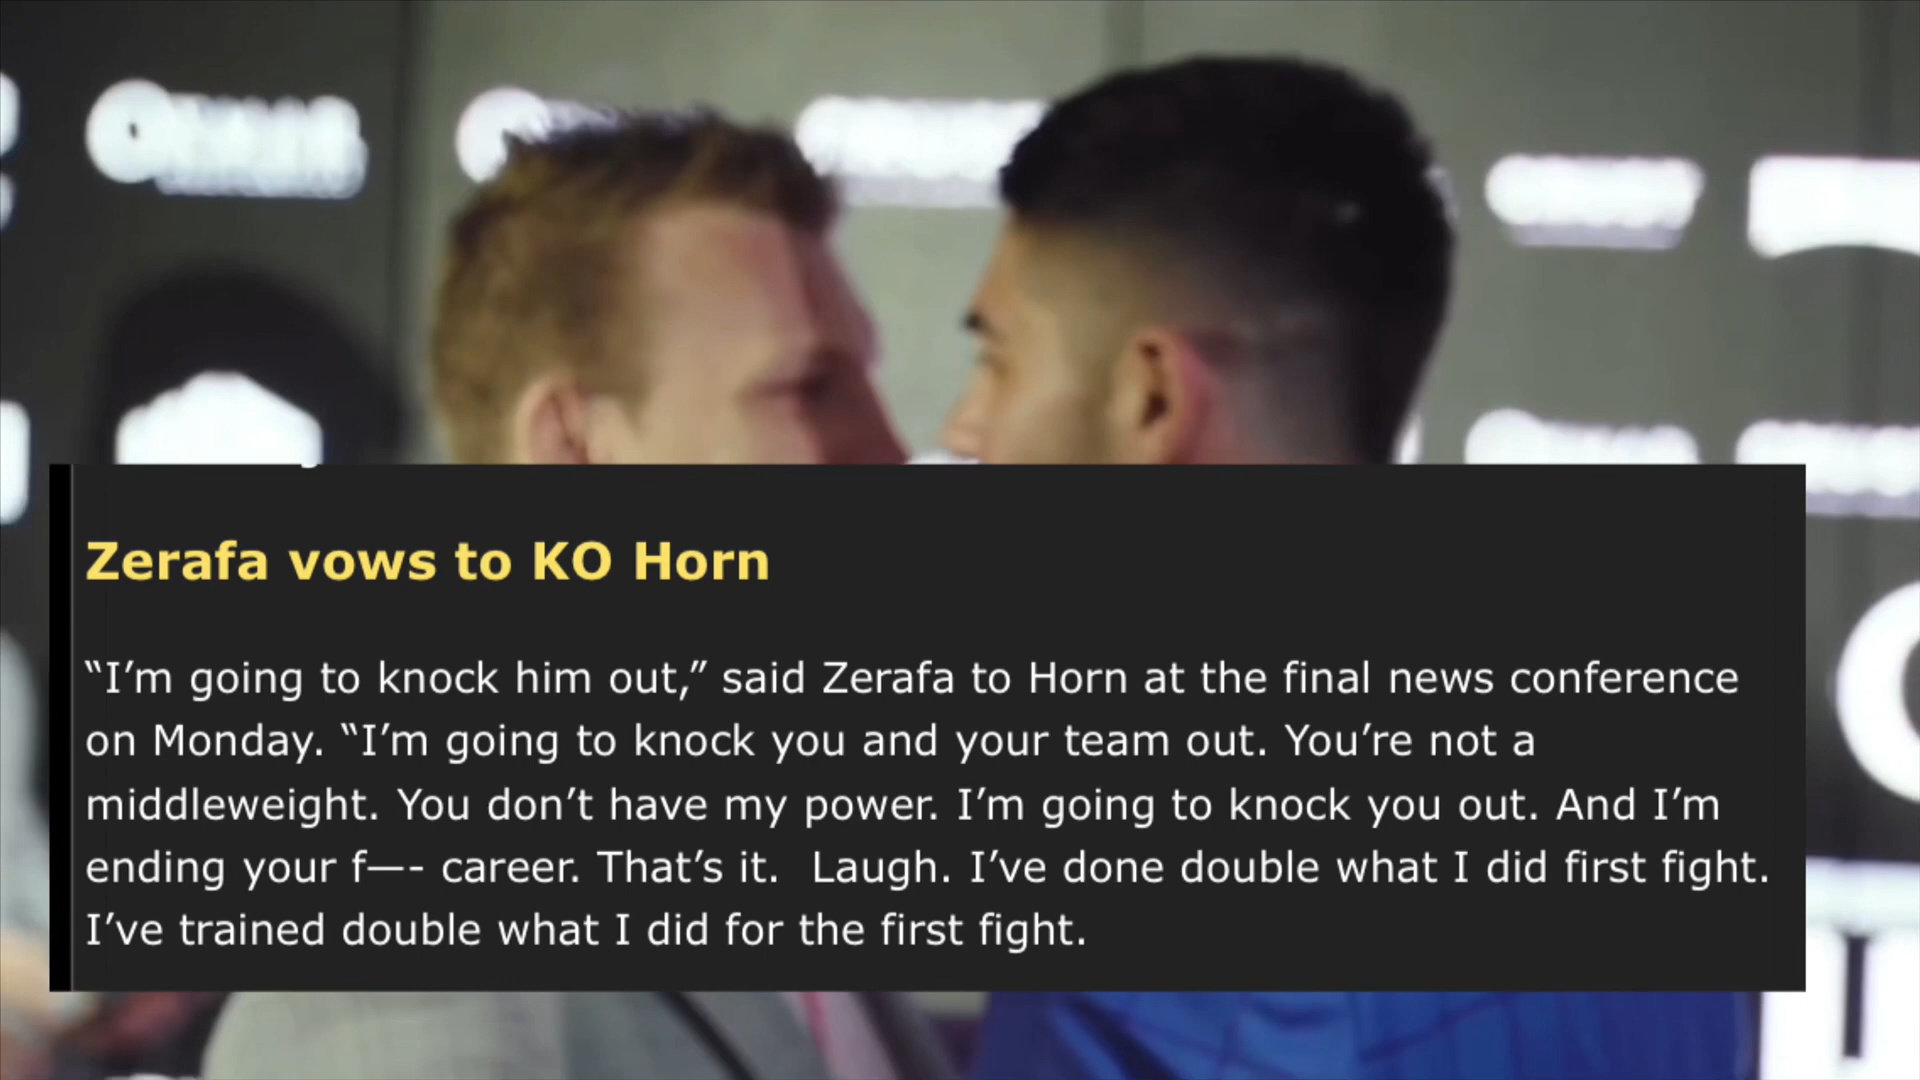 Zerafa vows to KO Horn
“I’m going to knock him out,” said Zerafa to Horn at the final news conference
on Monday. “I’m going to knock you and your team out. You’re not a
middleweight. You don’t have my power. I’m going to knock you out. And I’m
ending your f—-- career. That’s it.  Laugh. I’ve done double what I did first fight.
I’ve trained double what I did for the first fight.